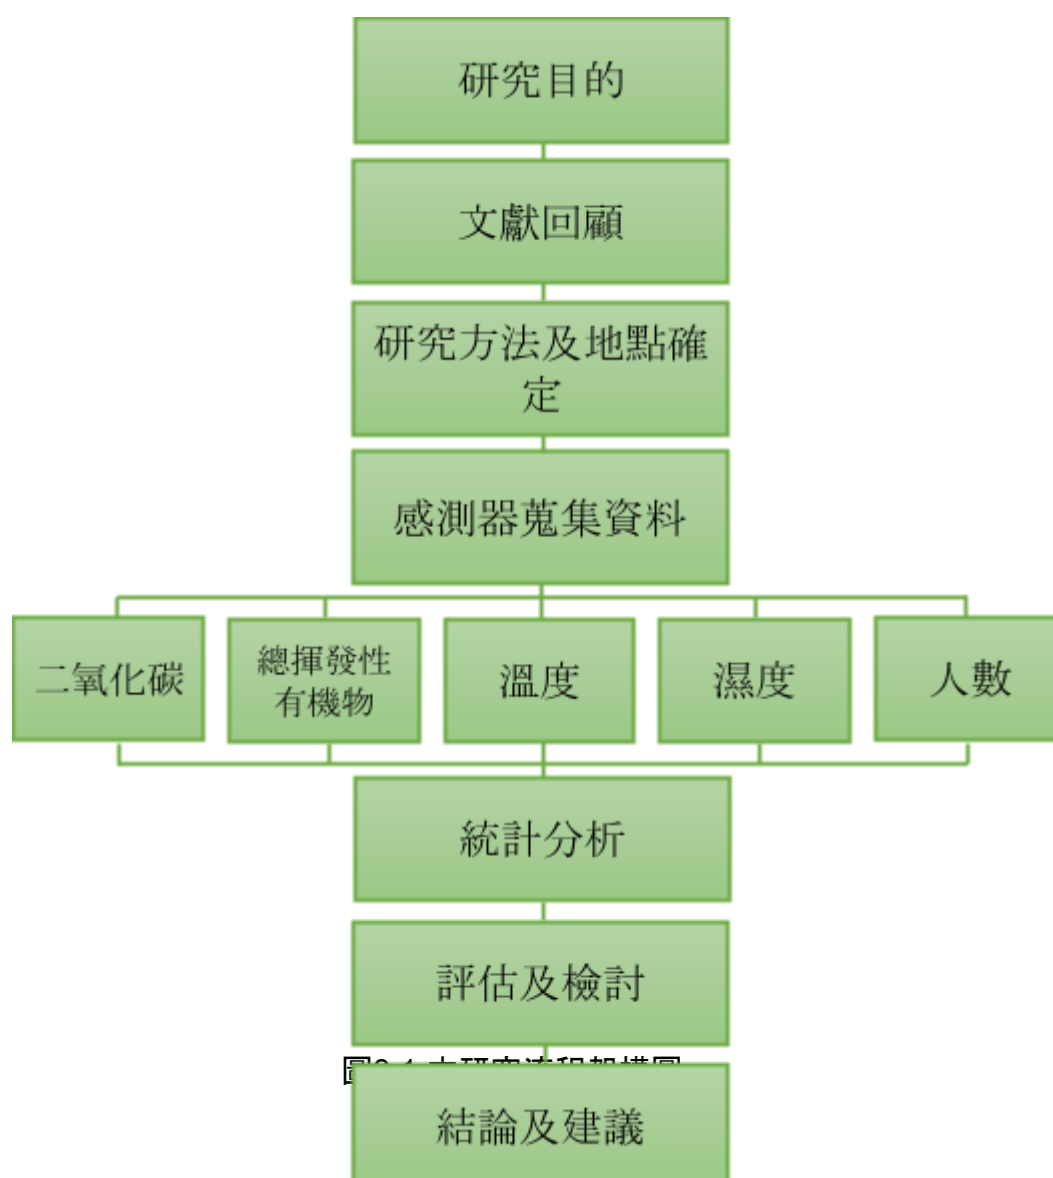 研究目的
文獻回顧
研究方法及地點確
定
感測器蒐集資料
二氧化碳
總揮發性
有機物
溫度
濕度
人數
統計分析
評估及檢討
結論及建議